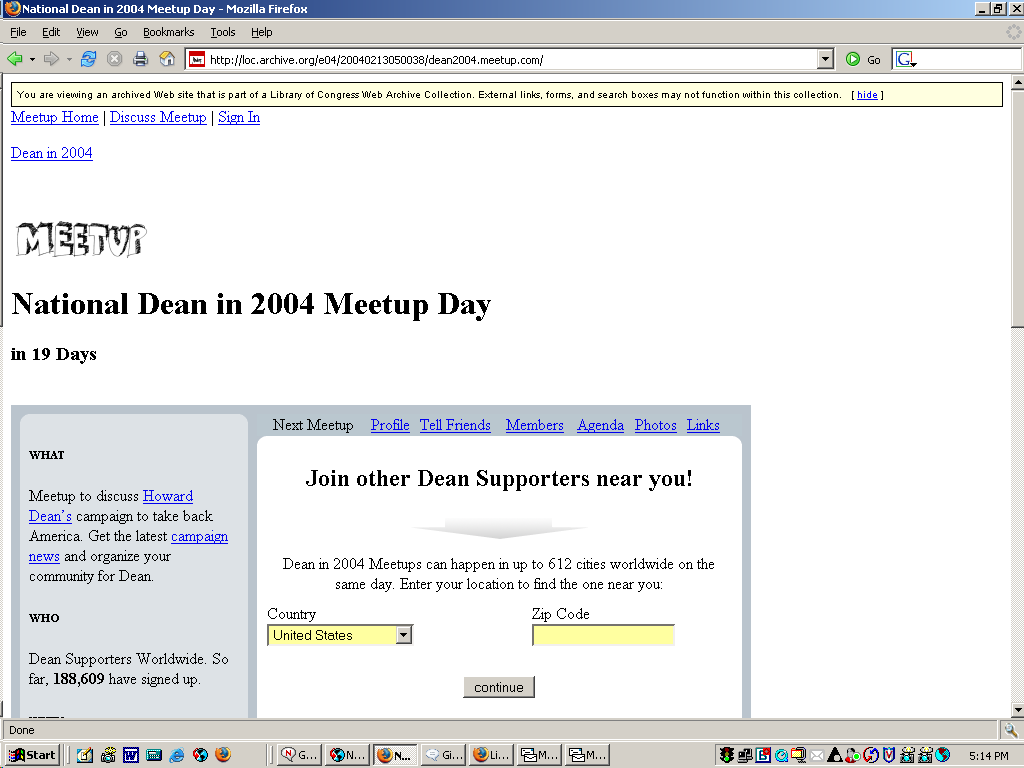 National Dean in 2004 Meetup Day - Mozilla Firefox
File Edit View Go Bookmarks Tools Help
http://loc.archive.org/e04/20040213050038/dean2004.meetup.com/ Go G
You are viewing an archived Web site that is part of a Library of Congress Web Archive Collection. External links, forms, and search boxes may not function within this collection. [ hide ]
Meetup Home | Discuss Meetup | Sign In
Dean in 2004
MEETUP
National Dean in 2004 Meetup Day
in 19 Days
Next Meetup Profile Tell Friends Members Agenda Photos Links
WHAT
Meetup to discuss Howard
Dean's campaign to take back
America. Get the latest campaign
news and organize your
community for Dean.
WHO
Dean Supporters Worldwide. So
far, 188,609 have signed up.
Join other Dean Supporters near you!
Dean in 2004 Meetups can happen in up to 612 cities worldwide on the
same day. Enter your location to find the one near you:
Country Zip Code
United States
continue
Done
Start G... N... N... Gi... Li... M... M... 5:14 PM